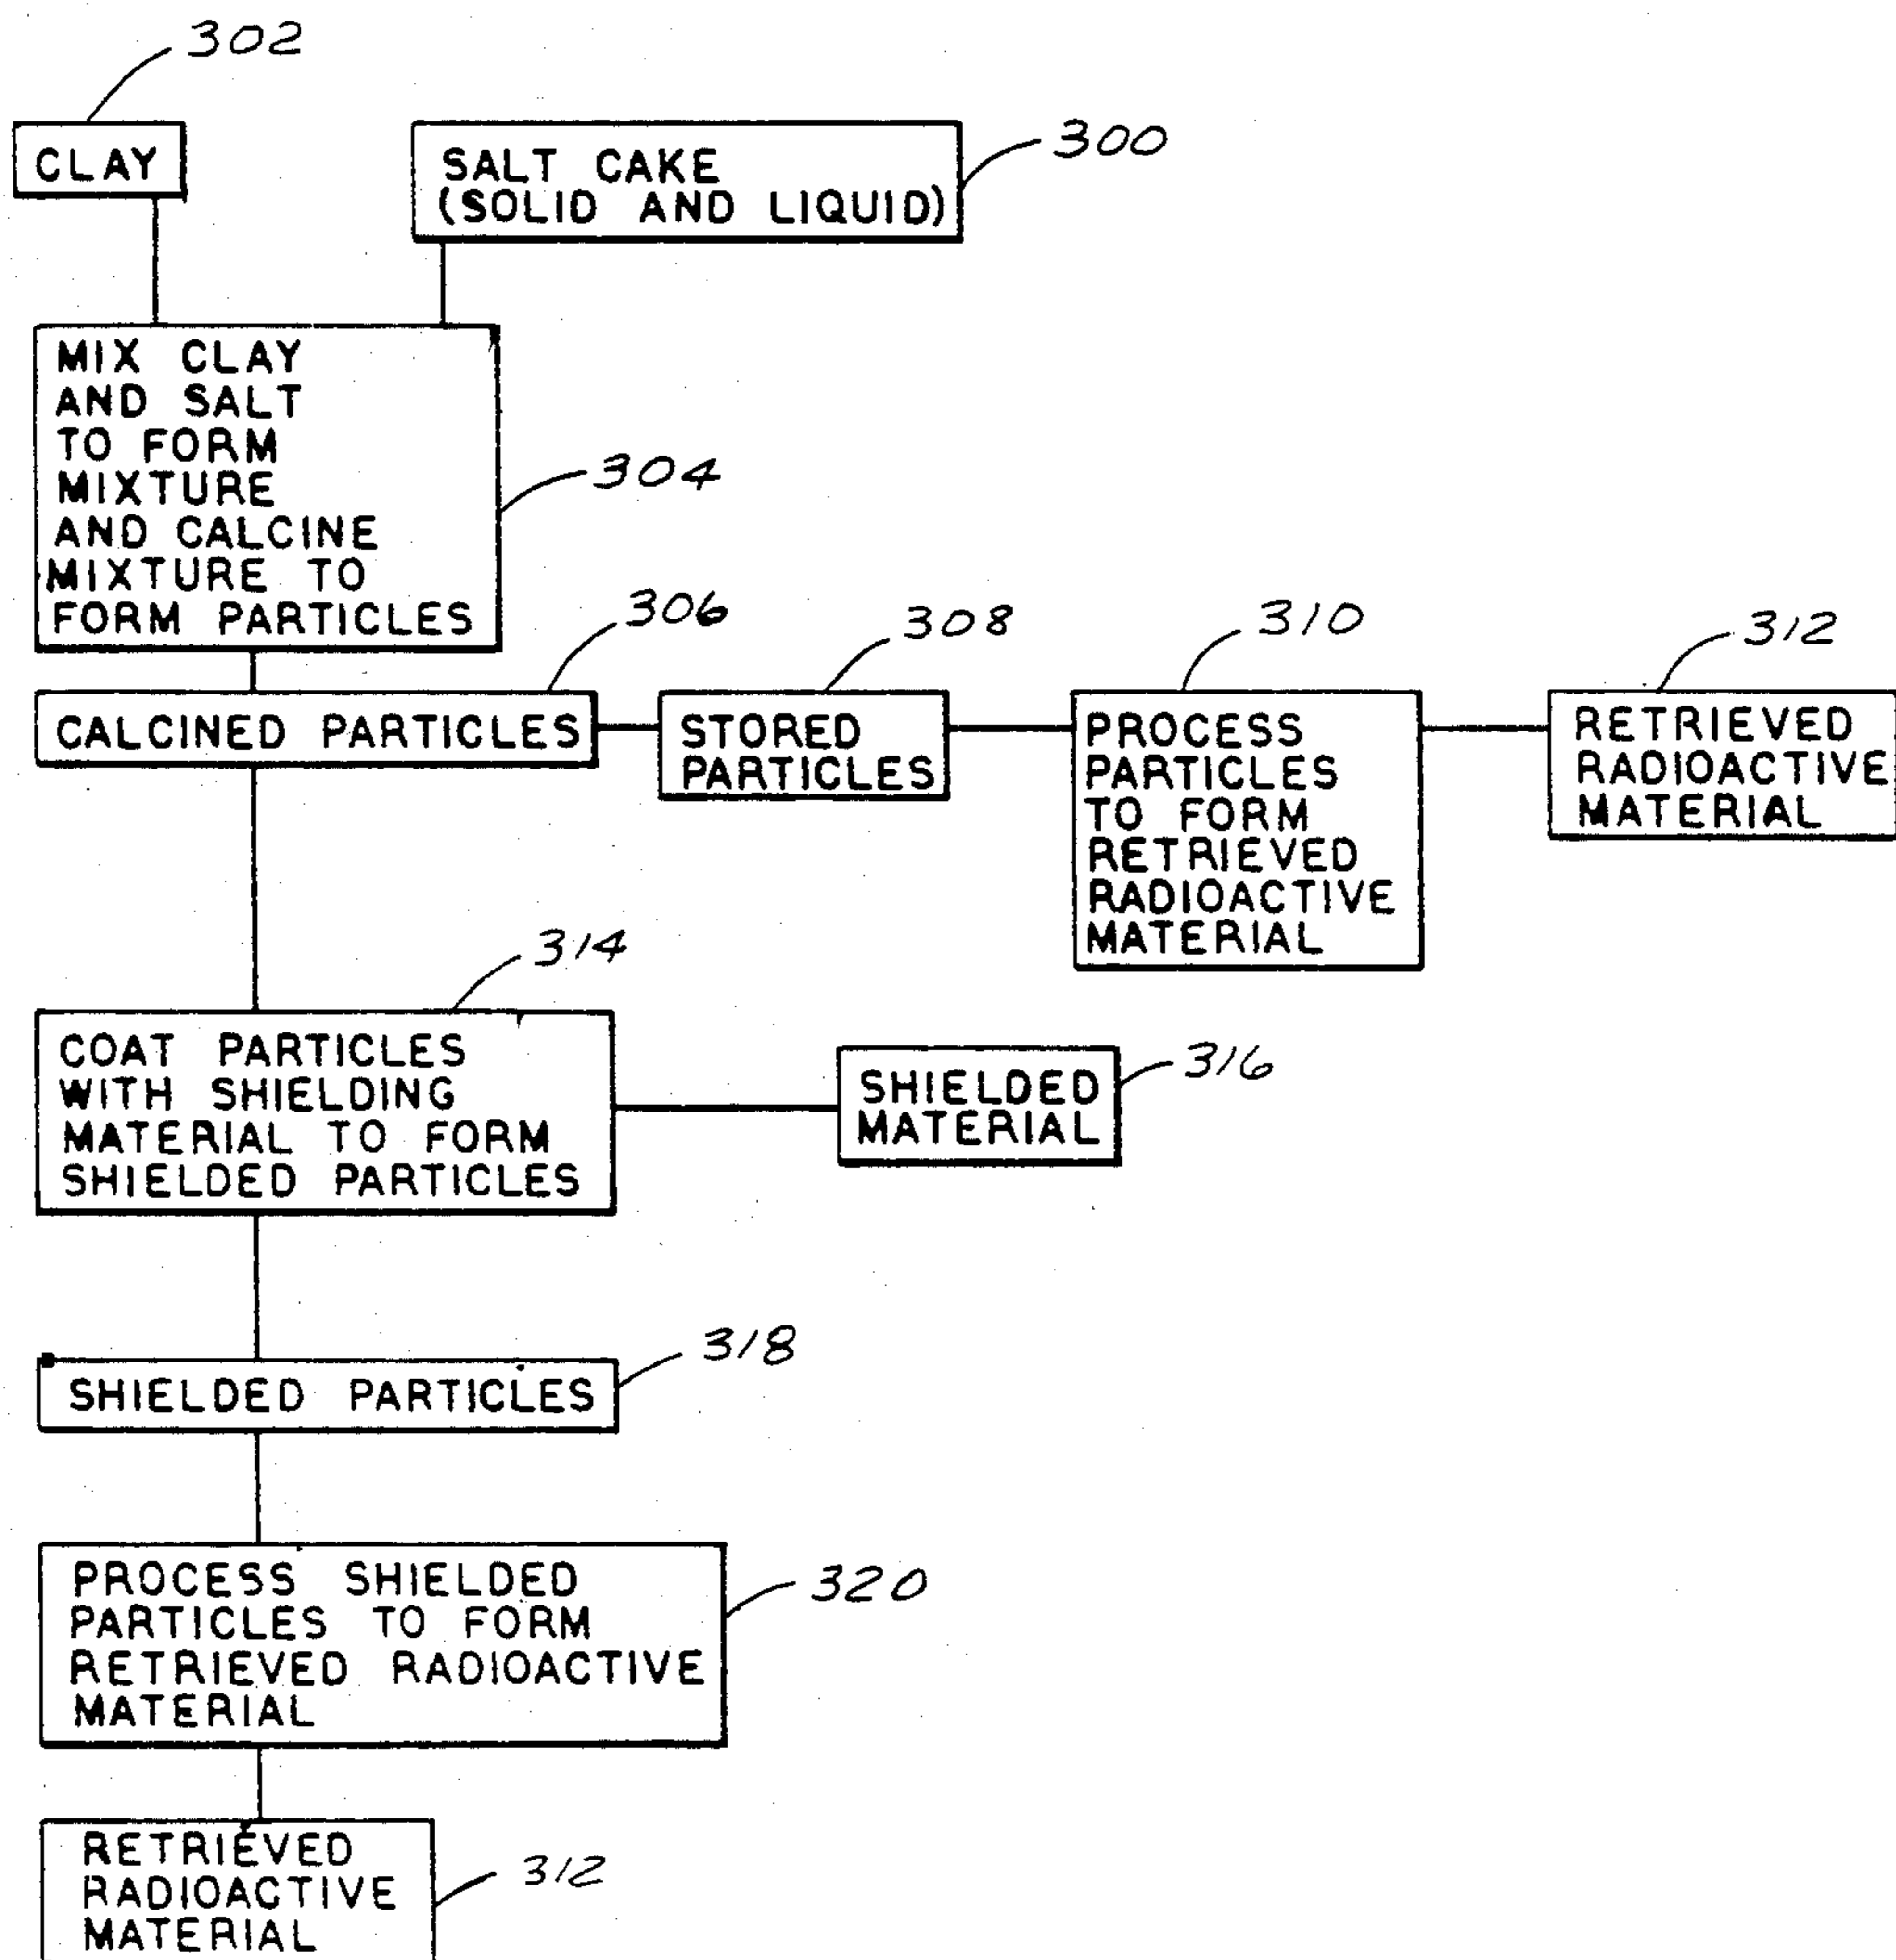 302
CLAY
SALT CAKE
(SOLID AND LIQUID)
300
MIX CLAY
AND SALT
TO FORM
MIXTURE
AND CALCINE
MIXTURE TO
FORM PARTICLES
304
306
CALCINED PARTICLES
308
STORED
PARTICLES
310
PROCESS
PARTICLES
TO FORM
RETRIEVED
RADIOACTIVE
MATERIAL
312
RETRIEVED
RADIOACTIVE
MATERIAL
314
COAT PARTICLES
WITH SHIELDING
MATERIAL TO FORM
SHIELDED PARTICLES
SHIELDED
MATERIAL
316
318
SHIELDED PARTICLES
PROCESS SHIELDED
PARTICLES TO FORM
RETRIEVED RADIOACTIVE
MATERIAL
320
RETRIEVED
RADIOACTIVE
MATERIAL
312